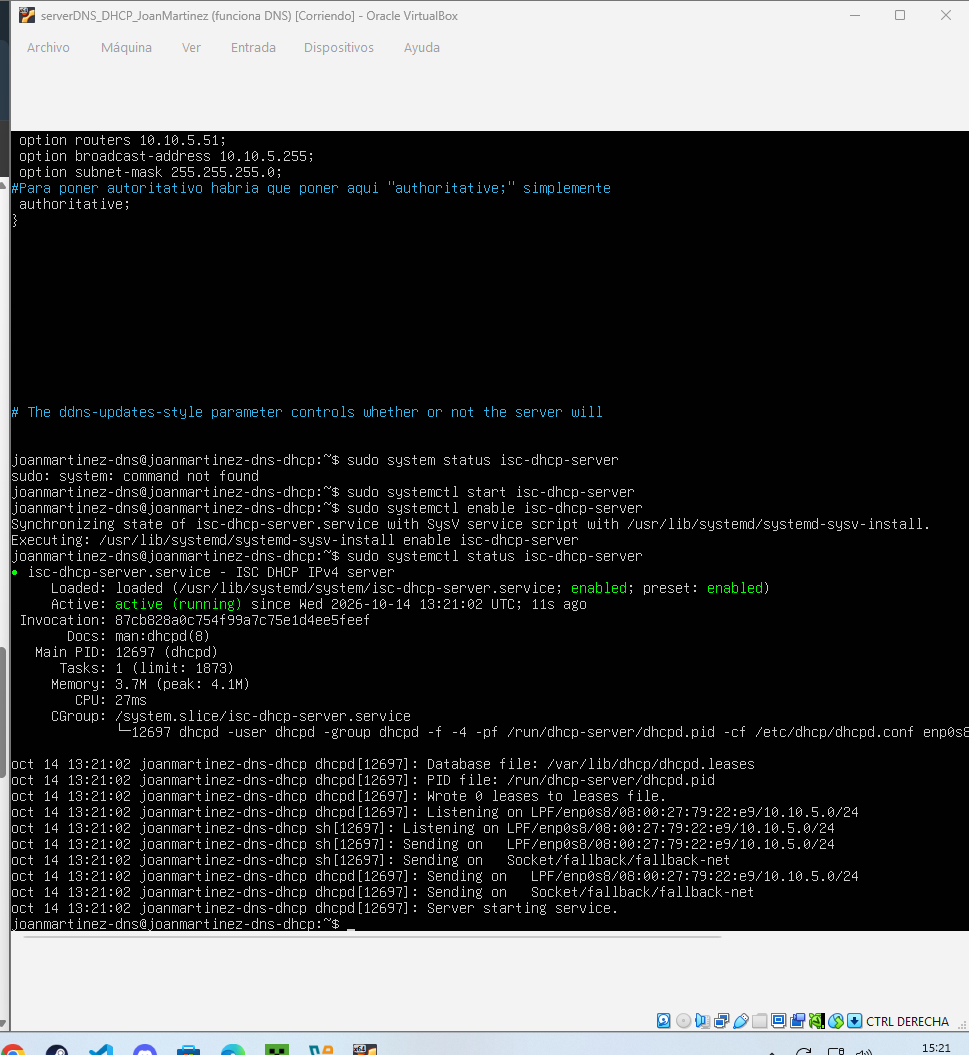 serverDNS_DHCP_JoanMartinez (funciona DNS) [Corriendo] - Oracle VirtualBox
Archivo Máquina Ver Entrada Dispositivos Ayuda
option routers 10.10.5.51;
option broadcast-address 10.10.5.255;
option subnet-mask 255.255.255.0;
#Para poner autoritativo habria que poner aqui "authoritative;" simplemente
authoritative;
}
# The ddns-updates-style parameter controls whether or not the server will
joanmartinez-dns@joanmartinez-dns-dhcp:~$ sudo system status isc-dhcp-server
sudo: system: command not found
joanmartinez-dns@joanmartinez-dns-dhcp:~$ sudo systemctl start isc-dhcp-server
joanmartinez-dns@joanmartinez-dns-dhcp:~$ sudo systemctl enable isc-dhcp-server
Synchronizing state of isc-dhcp-server.service with SysV service script with /usr/lib/systemd/systemd-sysv-install.
Executing: /usr/lib/systemd/systemd-sysv-install enable isc-dhcp-server
joanmartinez-dns@joanmartinez-dns-dhcp:~$ sudo systemctl status isc-dhcp-server
● isc-dhcp-server.service - ISC DHCP IPv4 server
Loaded: loaded (/usr/lib/systemd/system/isc-dhcp-server.service; enabled; preset: enabled)
Active: active (running) since Wed 2026-10-14 13:21:02 UTC; 11s ago
Invocation: 87cb828a0c754f99a7c75e1d4ee5feef
Docs: man:dhcpd(8)
Main PID: 12697 (dhcpd)
Tasks: 1 (limit: 1873)
Memory: 3.7M (peak: 4.1M)
CPU: 27ms
CGroup: /system.slice/isc-dhcp-server.service
└─12697 dhcpd -user dhcpd -group dhcpd -f -4 -pf /run/dhcp-server/dhcpd.pid -cf /etc/dhcp/dhcpd.conf enp0s8
oct 14 13:21:02 joanmartinez-dns-dhcp dhcpd[12697]: Database file: /var/lib/dhcp/dhcpd.leases
oct 14 13:21:02 joanmartinez-dns-dhcp dhcpd[12697]: PID file: /run/dhcp-server/dhcpd.pid
oct 14 13:21:02 joanmartinez-dns-dhcp dhcpd[12697]: Wrote 0 leases to leases file.
oct 14 13:21:02 joanmartinez-dns-dhcp dhcpd[12697]: Listening on LPF/enp0s8/08:00:27:79:22:e9/10.10.5.0/24
oct 14 13:21:02 joanmartinez-dns-dhcp sh[12697]: Listening on LPF/enp0s8/08:00:27:79:22:e9/10.10.5.0/24
oct 14 13:21:02 joanmartinez-dns-dhcp sh[12697]: Sending on   LPF/enp0s8/08:00:27:79:22:e9/10.10.5.0/24
oct 14 13:21:02 joanmartinez-dns-dhcp sh[12697]: Sending on   Socket/fallback/fallback-net
oct 14 13:21:02 joanmartinez-dns-dhcp dhcpd[12697]: Sending on   LPF/enp0s8/08:00:27:79:22:e9/10.10.5.0/24
oct 14 13:21:02 joanmartinez-dns-dhcp dhcpd[12697]: Sending on   Socket/fallback/fallback-net
oct 14 13:21:02 joanmartinez-dns-dhcp dhcpd[12697]: Server starting service.
joanmartinez-dns@joanmartinez-dns-dhcp:~$ _
CTRL DERECHA
15:21